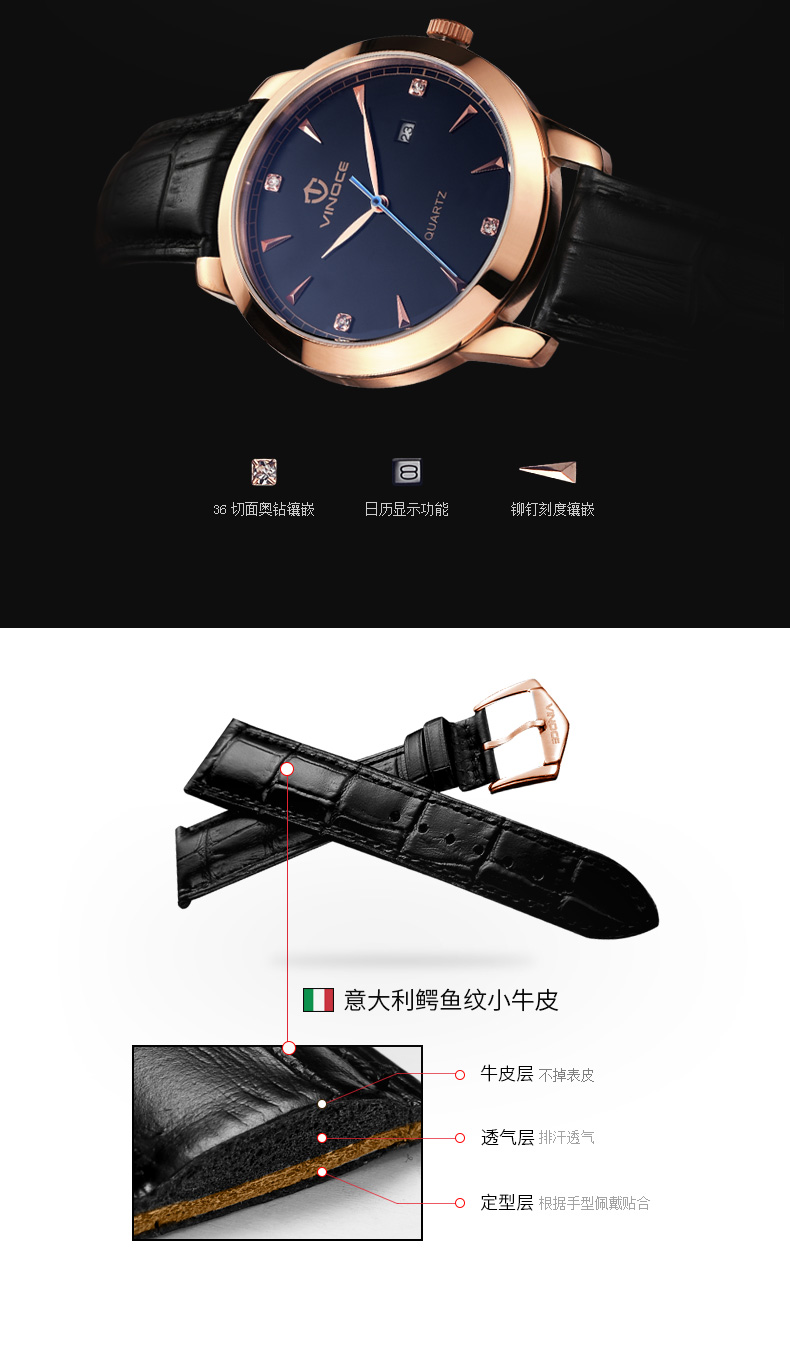 VINOCE
QUARTZ
23
8
36 切面奥钻镶嵌
日历显示功能
铆钉刻度镶嵌
VINOCE
意大利鳄鱼纹小牛皮
牛皮层 不掉表皮
透气层 排汗透气
定型层 根据手型佩戴贴合